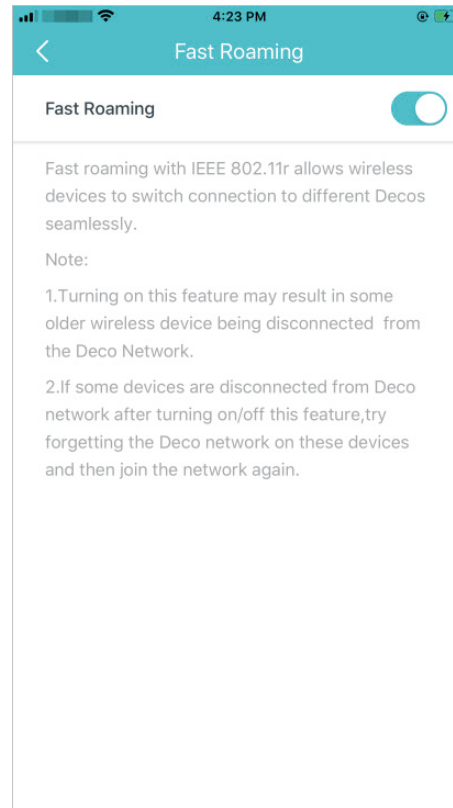 4:23 PM
Fast Roaming
Fast Roaming
Fast roaming with IEEE 802.11r allows wireless
devices to switch connection to different Decos
seamlessly.
Note:
1.Turning on this feature may result in some
older wireless device being disconnected  from
the Deco Network.
2.If some devices are disconnected from Deco
network after turning on/off this feature,try
forgetting the Deco network on these devices
and then join the network again.